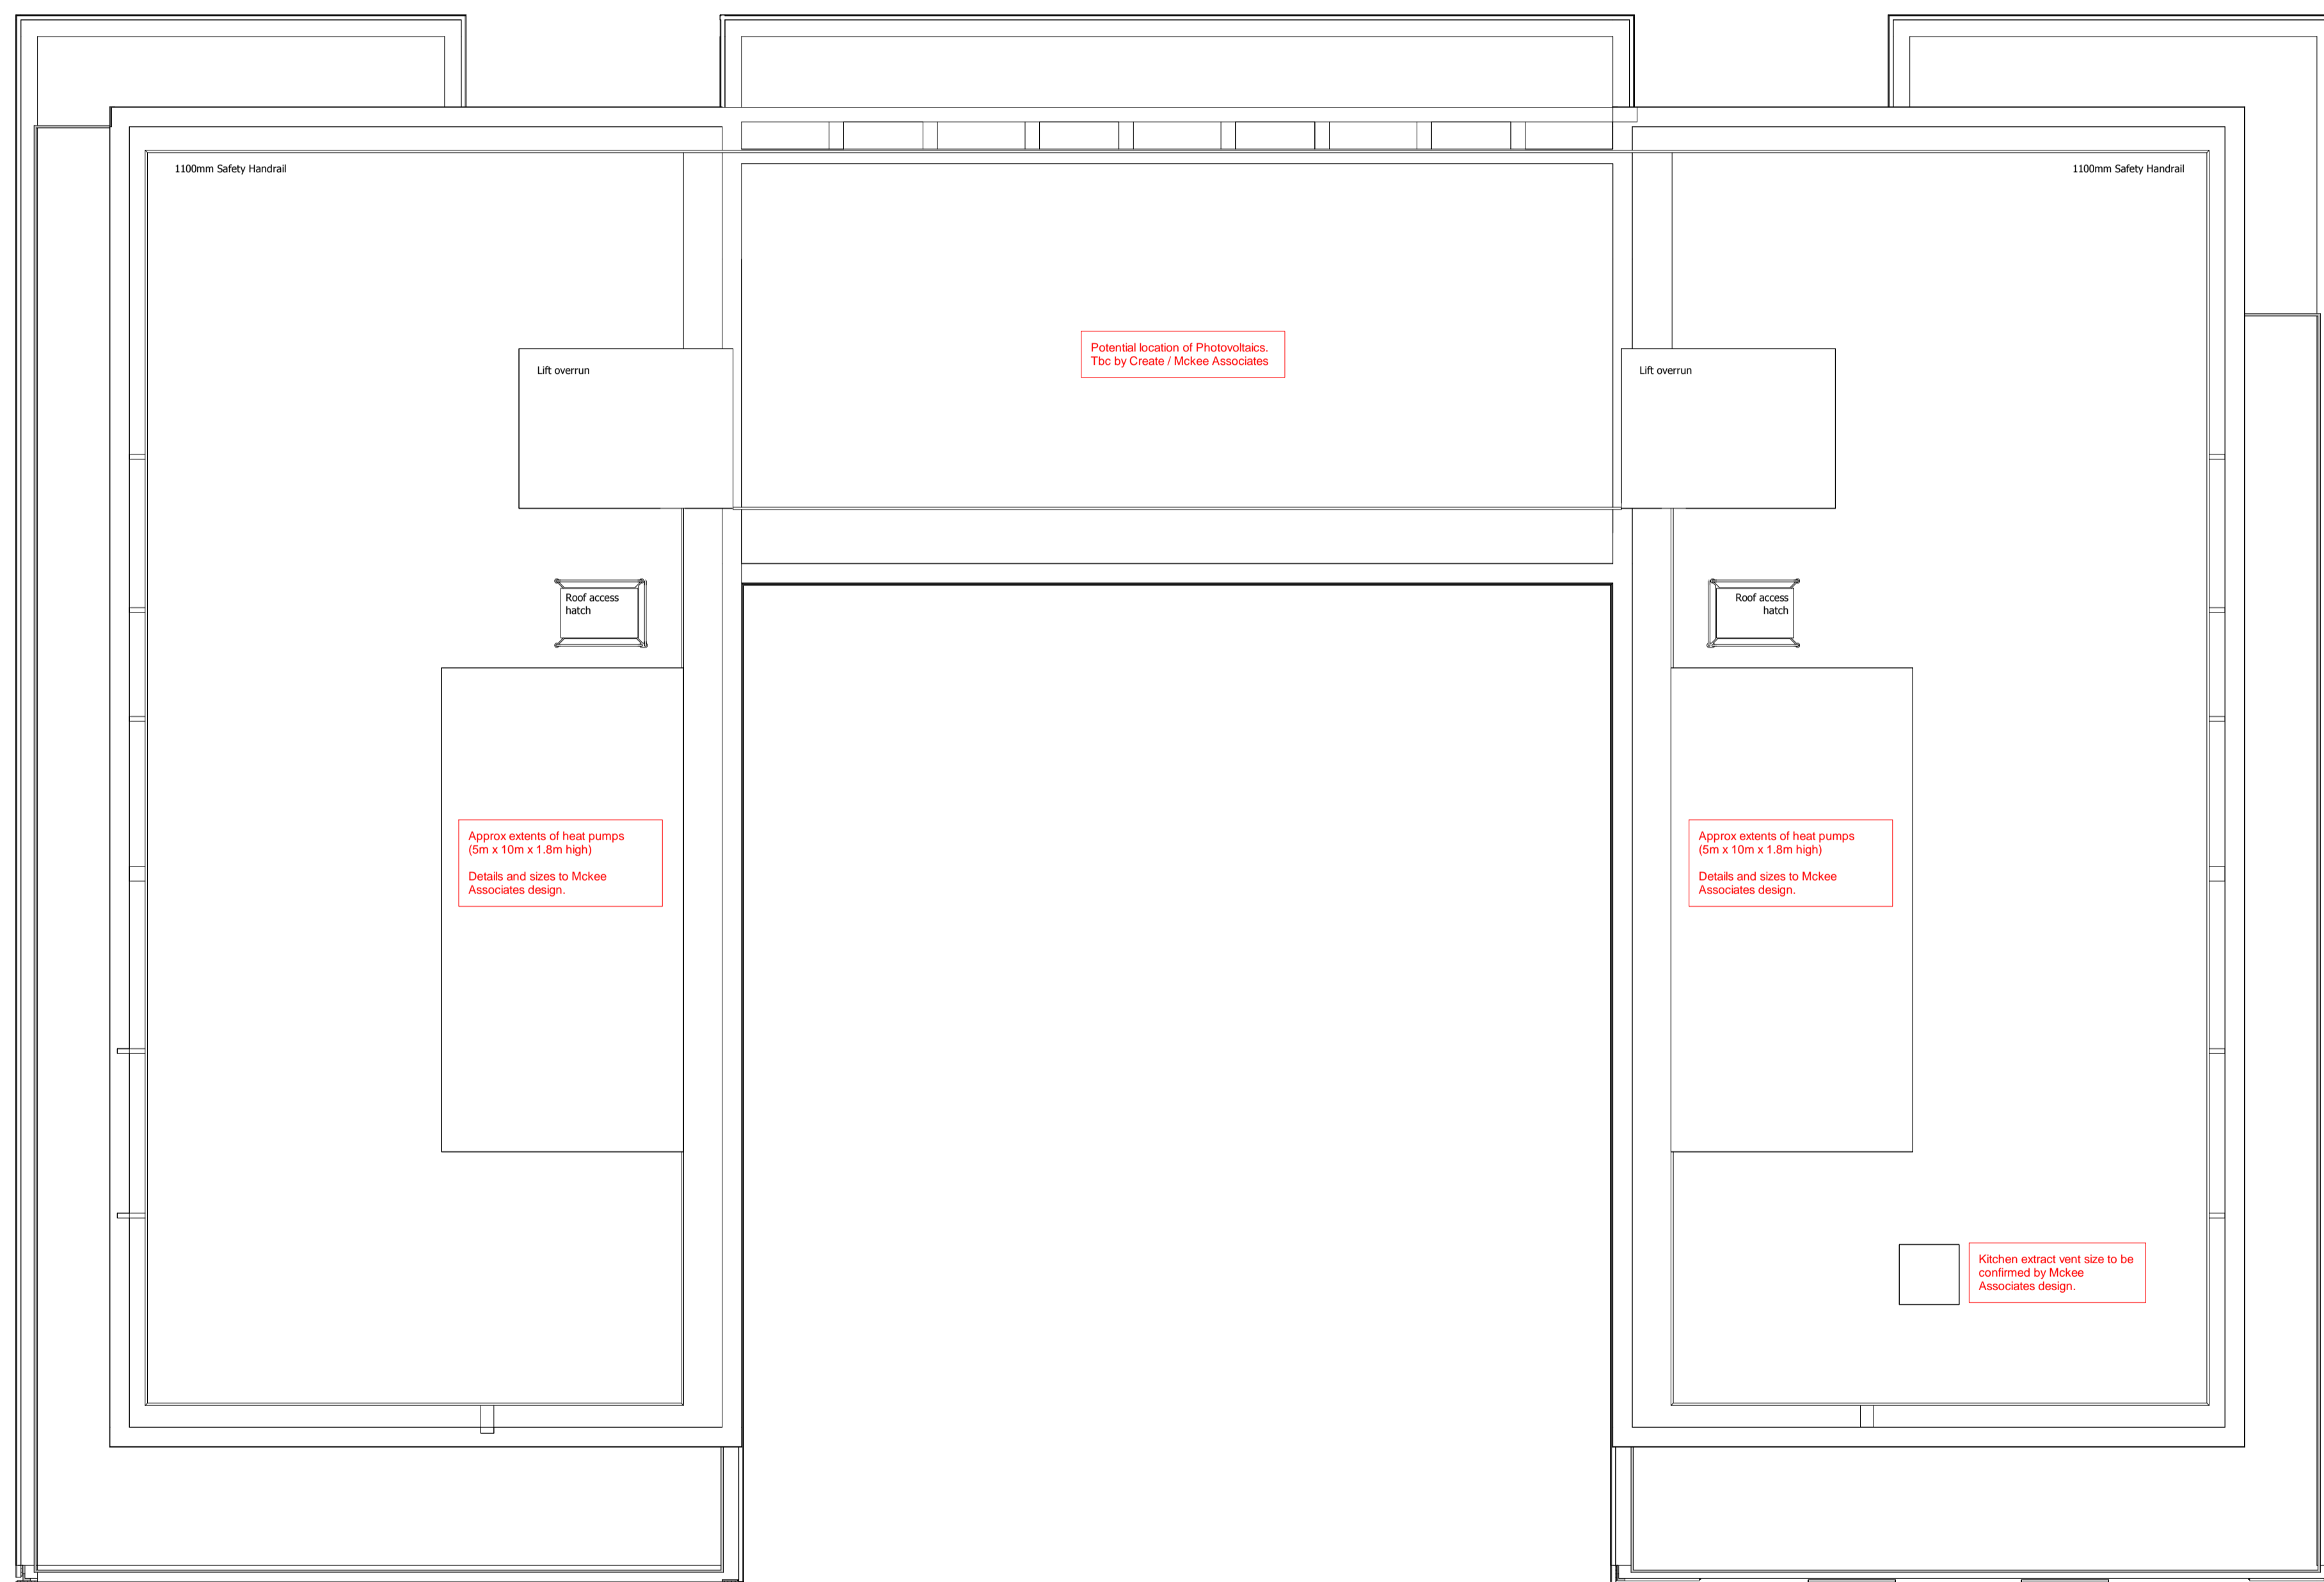 1100mm Safety Handrail
1100mm Safety Handrail
Potential location of Photovoltaics.
Tbc by Create / Mckee Associates
Lift overrun
Lift overrun
Roof access
hatch
Roof access
hatch
Approx extents of heat pumps
(5m x 10m x 1.8m high)
Details and sizes to Mckee
Associates design.
Approx extents of heat pumps
(5m x 10m x 1.8m high)
Details and sizes to Mckee
Associates design.
Kitchen extract vent size to be
confirmed by Mckee
Associates design.